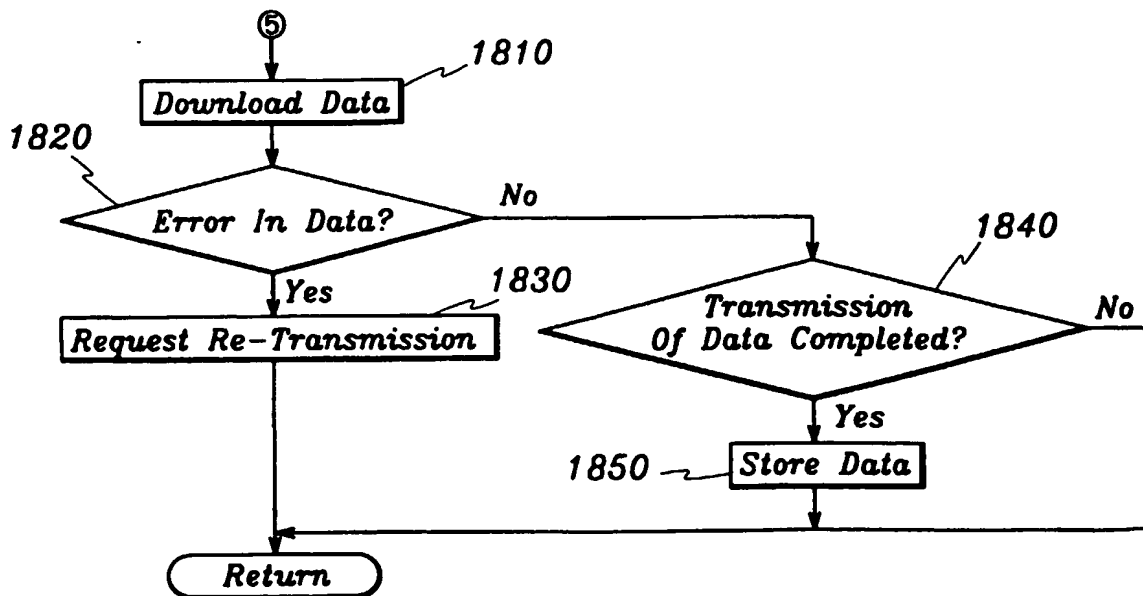 ⑤
1810
Download Data
1820
Error In Data?
No
1840
Yes
1830
Transmission
Of Data Completed?
No
Request Re-Transmission
Yes
1850
Store Data
Return